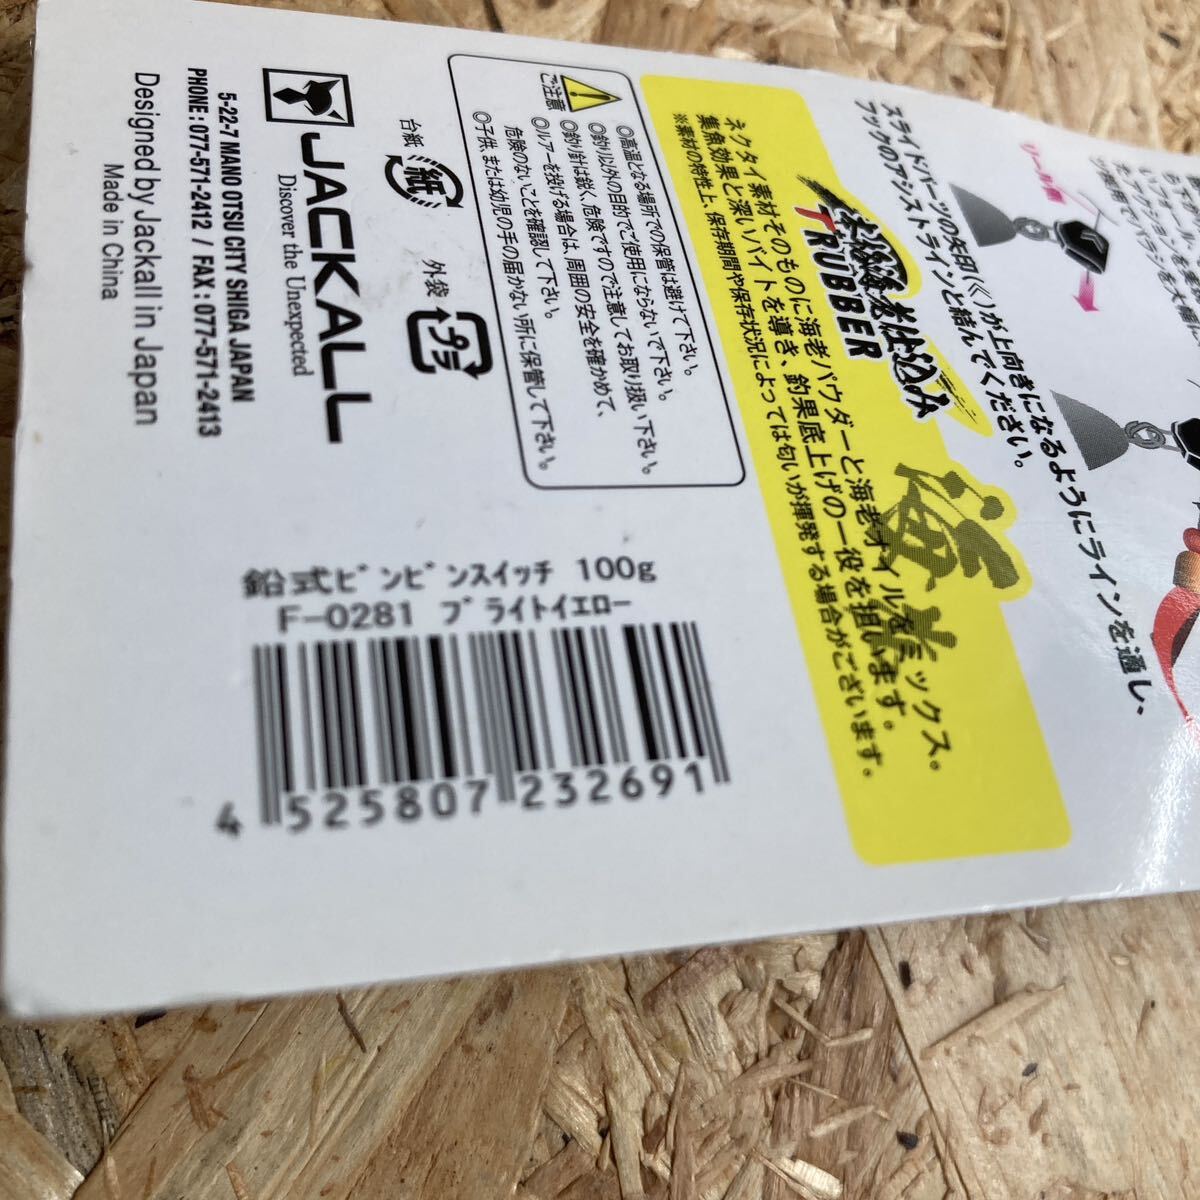 リール側
スライドパーツの矢印(《)が上向きになるようにラインを通し、
フックのアシストラインと結んでください。
海老仕込み
T RUBBER
ネクタイ素材そのものに海老パウダーと海老オイルをミックス。
集魚効果と深いバイトを導き、釣果底上げの一役を狙います。
※素材の特性上、保存期間や保存状況によっては匂いが揮発する場合がございます。
ご注意
◎高温となる場所での保管は避けて下さい。
◎釣り以外の目的でご使用にならないで下さい。
◎釣り針は鋭く、危険ですので注意してお取り扱い下さい。
◎ルアーを投げる場合は、周囲の安全を確かめて、
危険のないことを確認して下さい。
◎子供、または幼児の手の届かない所に保管して下さい。
台紙
紙
外袋
プラ
JACKALL
Discover the Unexpected
5-22-7 MANO OTSU CITY SHIGA JAPAN
PHONE : 077-571-2412 / FAX : 077-571-2413
Designed by Jackall in Japan
Made in China
鉛式ビンビンスイッチ 100g
F-0281 ブライトイエロー
4 525807 232691